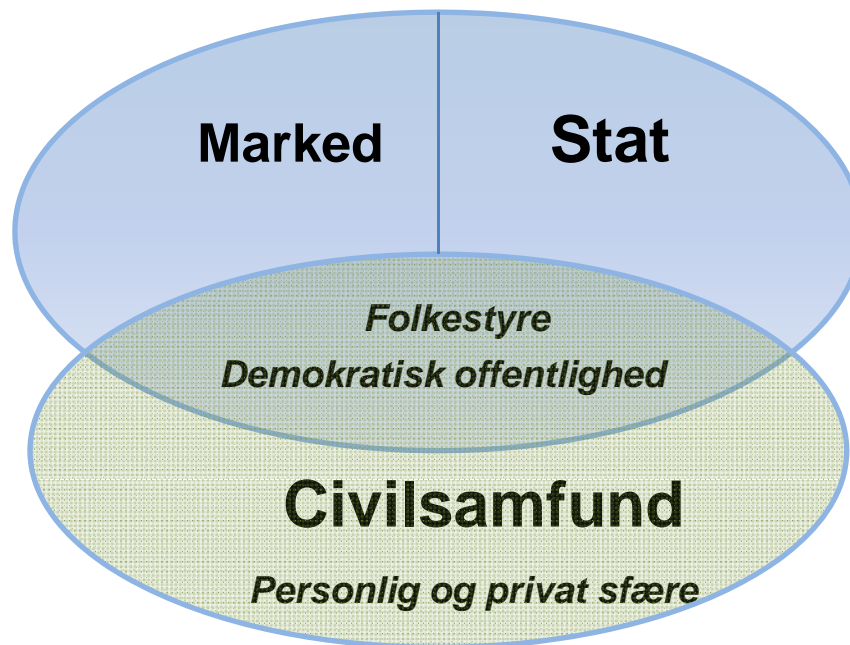 Marked
Stat
Folkestyre
Demokratisk offentlighed
Civilsamfund
Personlig og privat sfære